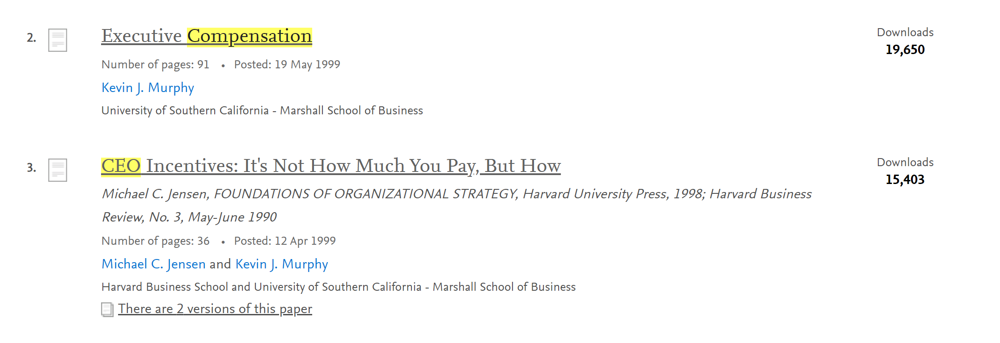 2.
Executive Compensation
Downloads
19,650
Number of pages: 91 • Posted: 19 May 1999
Kevin J. Murphy
University of Southern California - Marshall School of Business
3.
CEO Incentives: It's Not How Much You Pay, But How
Downloads
15,403
Michael C. Jensen, FOUNDATIONS OF ORGANIZATIONAL STRATEGY, Harvard University Press, 1998; Harvard Business
Review, No. 3, May-June 1990
Number of pages: 36 • Posted: 12 Apr 1999
Michael C. Jensen and Kevin J. Murphy
Harvard Business School and University of Southern California - Marshall School of Business
There are 2 versions of this paper